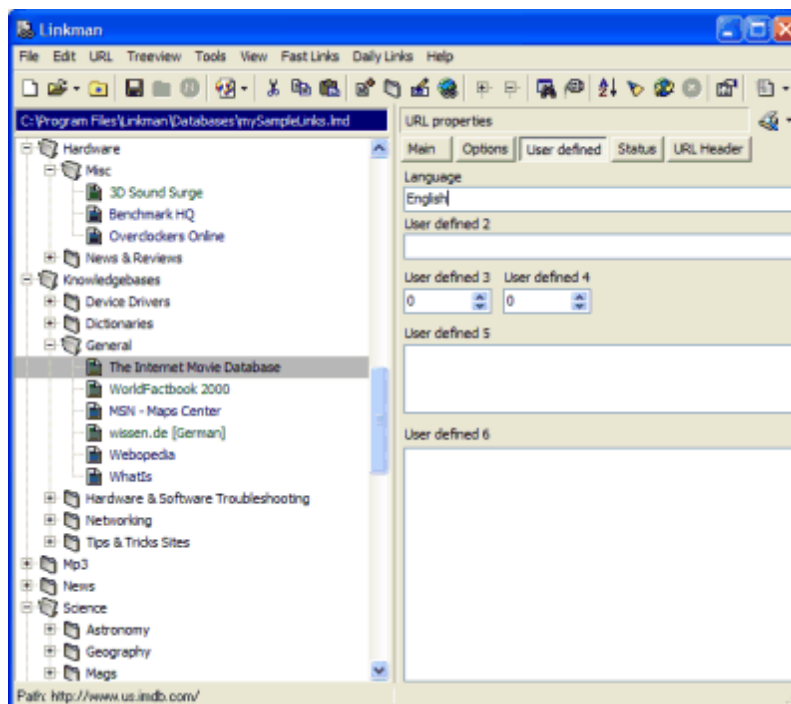 Linkman
File Edit URL Treeview Tools View Fast Links Daily Links Help
C:\Program Files\Linkman\Databases\mySampleLinks.lmd
Hardware
Misc
3D Sound Surge
Benchmark HQ
Overclockers Online
News & Reviews
Knowledgebases
Device Drivers
Dictionaries
General
The Internet Movie Database
WorldFactbook 2000
MSN - Maps Center
wissen.de [German]
Webopedia
WhatIs
Hardware & Software Troubleshooting
Networking
Tips & Tricks Sites
Mp3
News
Science
Astronomy
Geography
Mags
URL properties
Main Options User defined Status URL Header
Language
English
User defined 2
User defined 3 User defined 4
0 0
User defined 5
User defined 6
Path: http://www.us.imdb.com/